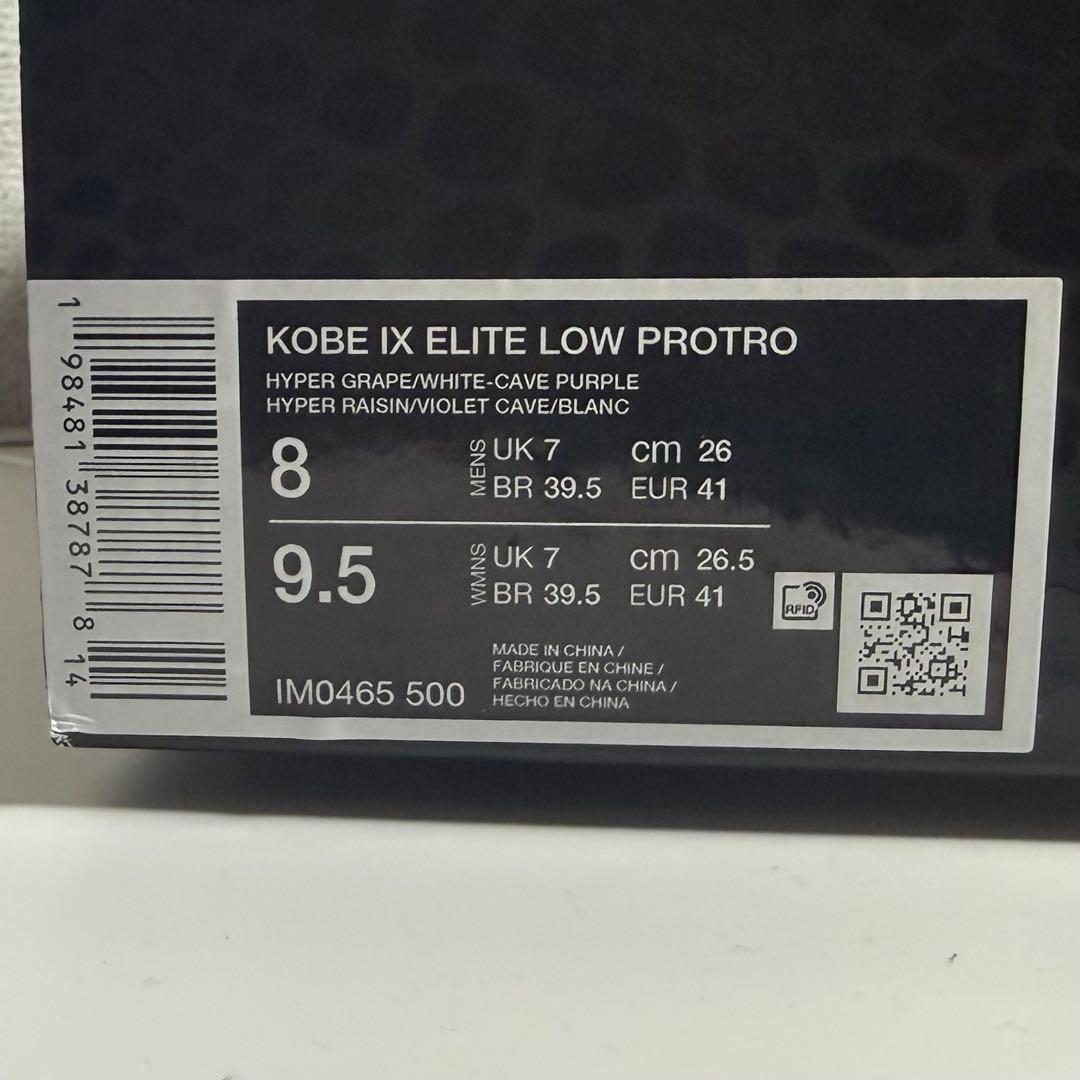 KOBE IX ELITE LOW PROTRO
HYPER GRAPE/WHITE-CAVE PURPLE
HYPER RAISIN/VIOLET CAVE/BLANC
8
MENS
UK 7 cm 26
BR 39.5 EUR 41
9.5
WMNS
UK 7 cm 26.5
BR 39.5 EUR 41
RFID
IM0465 500
MADE IN CHINA /
FABRIQUE EN CHINE /
FABRICADO NA CHINA /
HECHO EN CHINA
1 98481 38787 8 14